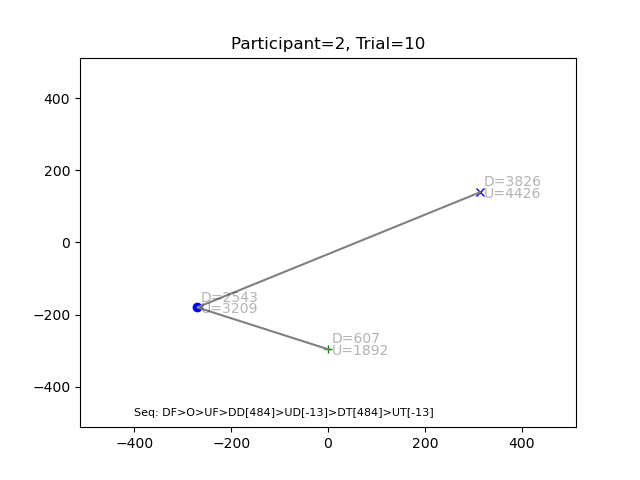 Participant=2, Trial=10
400
200
0
−200
−400
D=3826
U=4426
D=2543
U=3209
D=607
U=1892
Seq: DF>O>UF>DD[484]>UD[-13]>DT[484]>UT[-13]
−400
−200
0
200
400